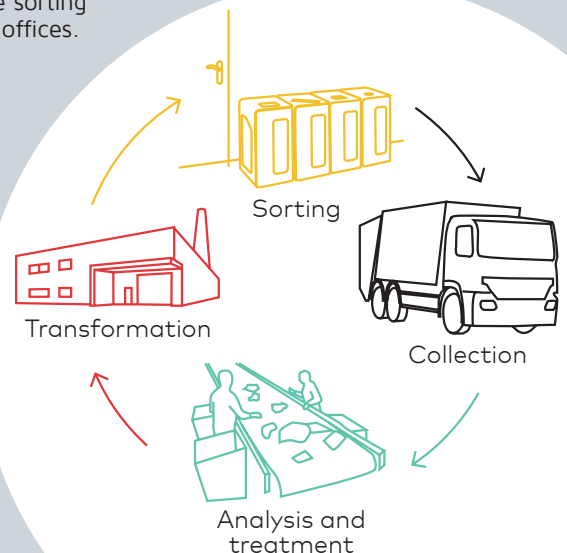 sorting
offices.
Sorting
Transformation
Collection
Analysis and
treatment